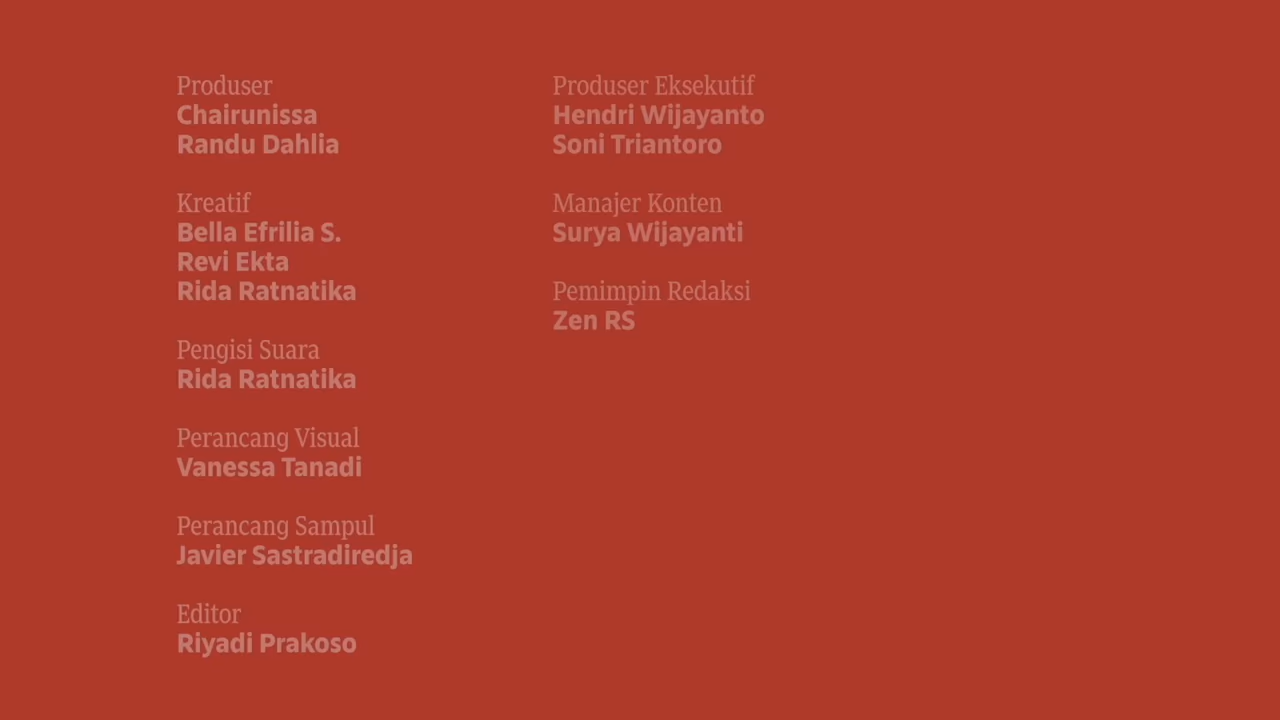 Produser
Chairunissa
Randu Dahlia
Kreatif
Bella Efrilia S.
Revi Ekta
Rida Ratnatika
Pengisi Suara
Rida Ratnatika
Perancang Visual
Vanessa Tanadi
Perancang Sampul
Javier Sastradiredja
Editor
Riyadi Prakoso
Produser Eksekutif
Hendri Wijayanto
Soni Triantoro
Manajer Konten
Surya Wijayanti
Pemimpin Redaksi
Zen RS